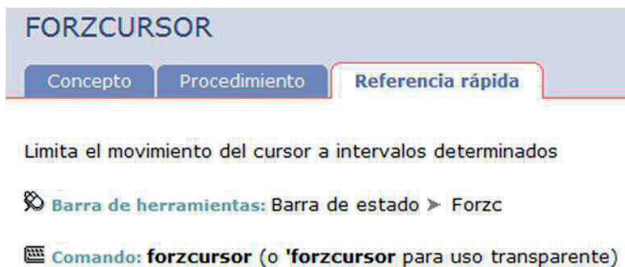 FORZCURSOR
Concepto Procedimiento Referencia rápida
Limita el movimiento del cursor a intervalos determinados
Barra de herramientas: Barra de estado ➤ Forzc
Comando: forzcursor (o 'forzcursor para uso transparente)